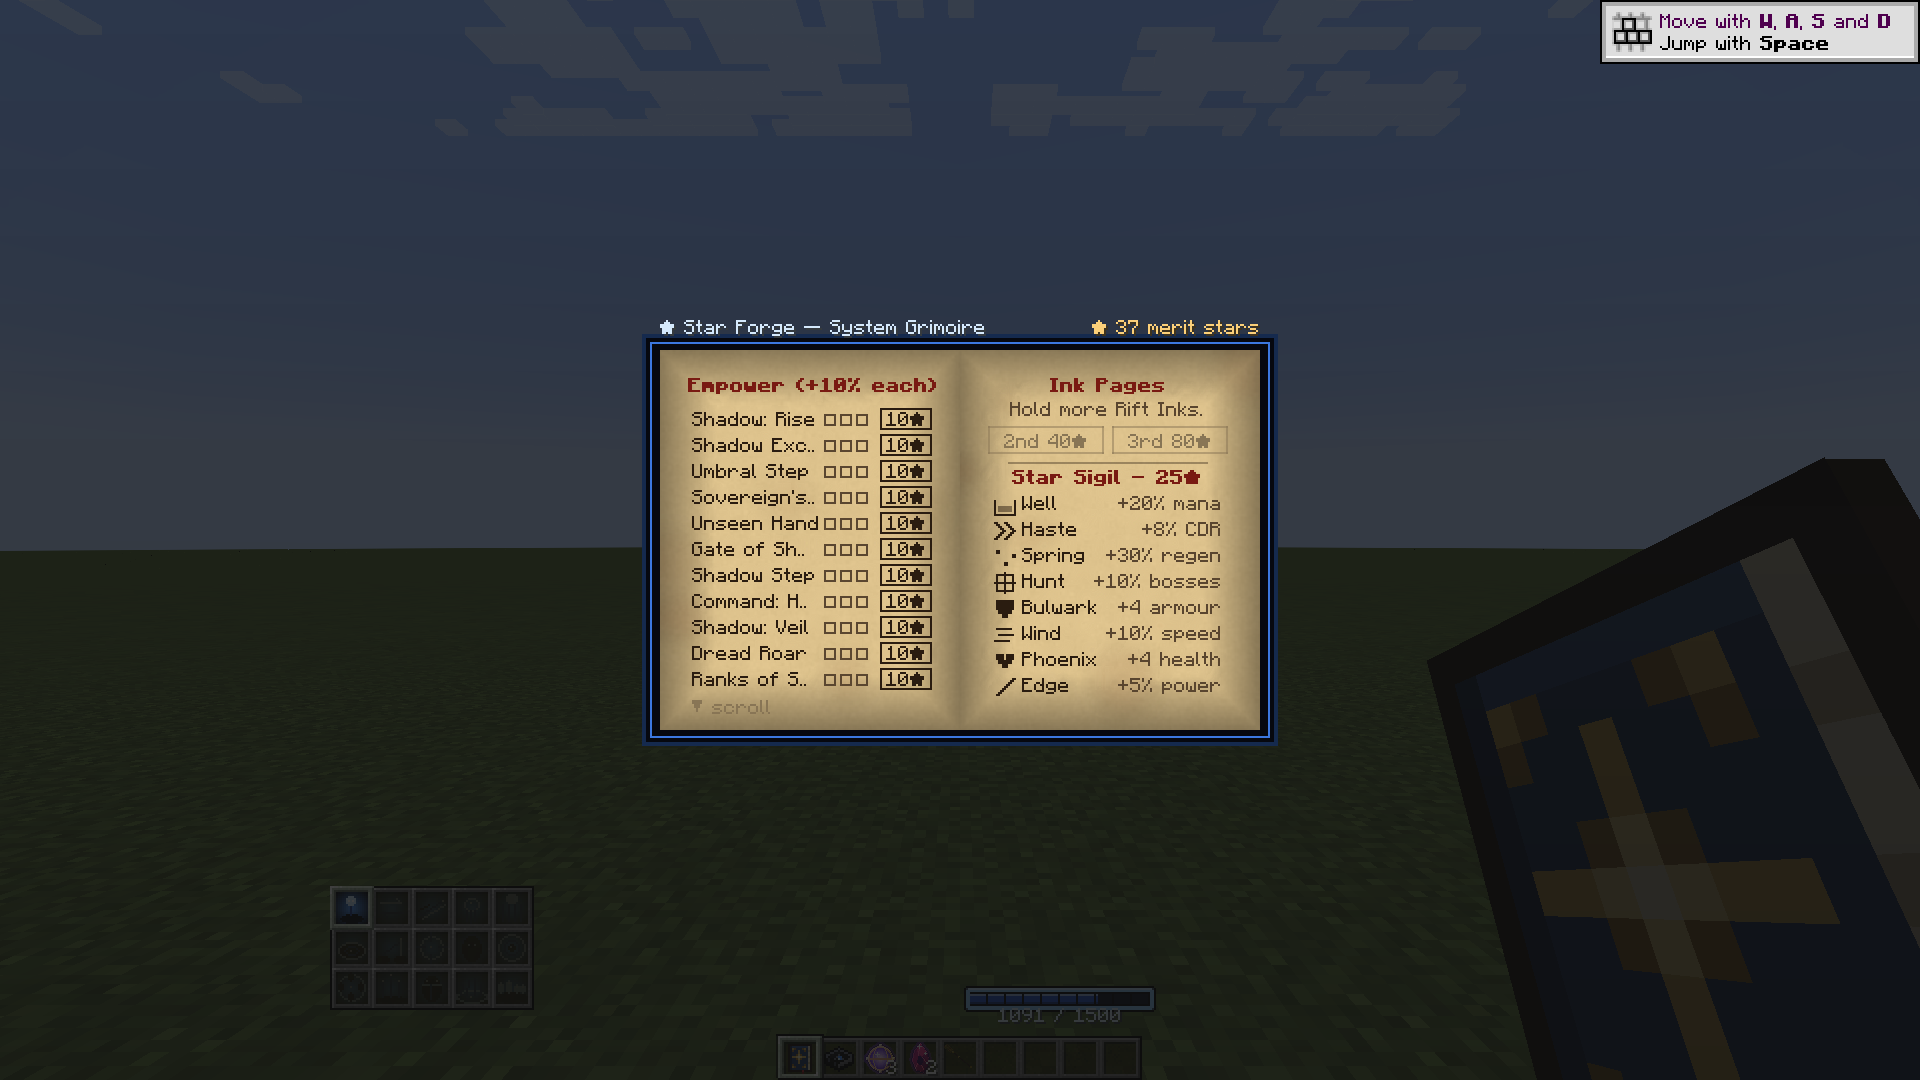 Move with W, A, S and D
Jump with Space
★ Star Forge — System Grimoire
★ 37 merit stars
Empower (+10% each)
Shadow: Rise 10★
Shadow Exc.. 10★
Umbral Step 10★
Sovereign's.. 10★
Unseen Hand 10★
Gate of Sh.. 10★
Shadow Step 10★
Command: H.. 10★
Shadow: Veil 10★
Dread Roar 10★
Ranks of S.. 10★
▼ scroll
Ink Pages
Hold more Rift Inks.
2nd 40★ 3rd 80★
Star Sigil — 25★
Well +20% mana
Haste +8% CDR
Spring +30% regen
Hunt +10% bosses
Bulwark +4 armour
Wind +10% speed
Phoenix +4 health
Edge +5% power
1091 / 1500
3 2